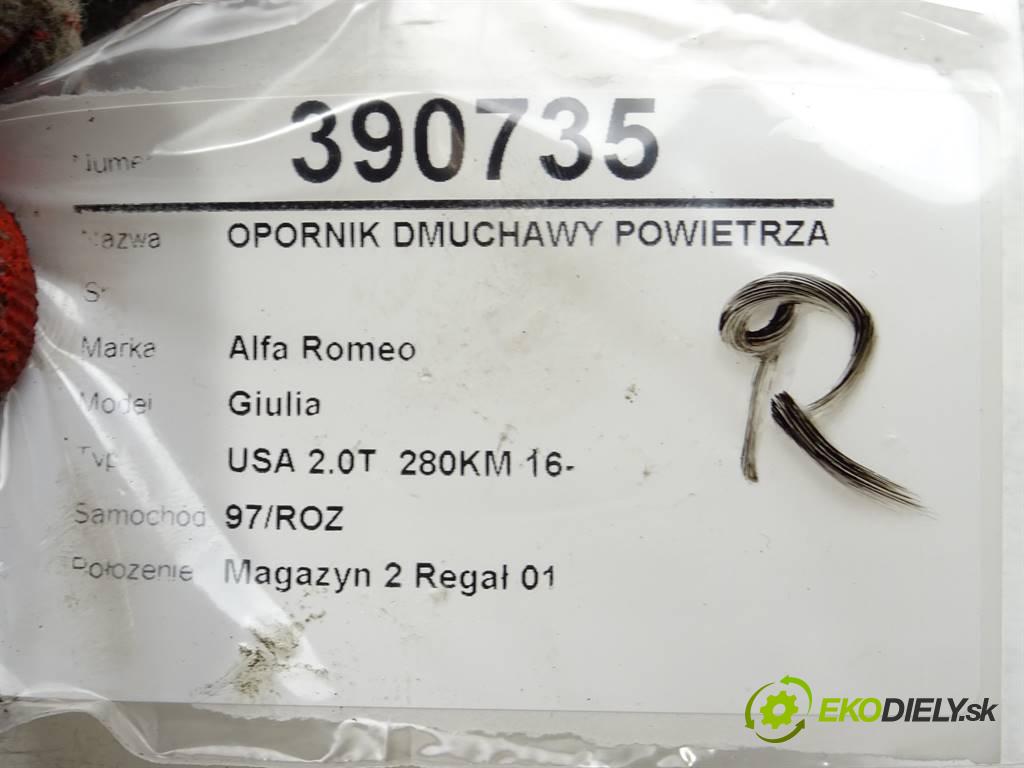 Numer 390735
Nazwa OPORNIK DMUCHAWY POWIETRZA
Marka Alfa Romeo
Model Giulia
Typ USA 2.0T 280KM 16-
Samochód 97/ROZ
Położenie Magazyn 2 Regał 01
R
EKODIELY.sk